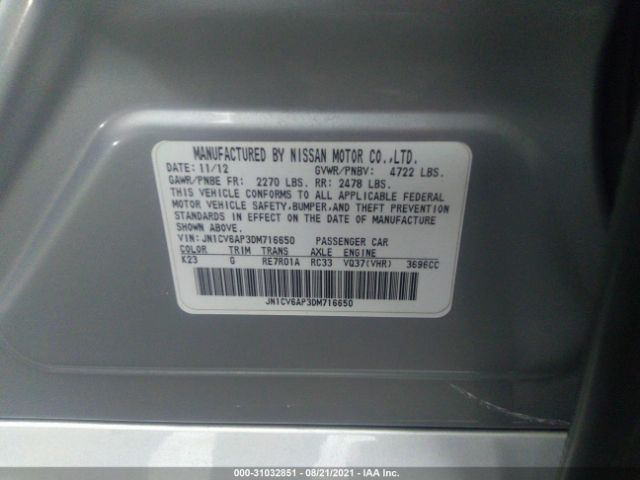 MANUFACTURED BY NISSAN MOTOR CO.,LTD.
DATE: 11/12 GVWR/PNBV: 4722 LBS.
GAWR/PNBE FR: 2270 LBS. RR: 2478 LBS.
THIS VEHICLE CONFORMS TO ALL APPLICABLE FEDERAL
MOTOR VEHICLE SAFETY,BUMPER,AND THEFT PREVENTION
STANDARDS IN EFFECT ON THE DATE OF MANUFACTURE
SHOWN ABOVE.
VIN: JN1CV6AP3DM716650 PASSENGER CAR
COLOR TRIM TRANS AXLE ENGINE
K23 G RE7R01A RC33 VQ37(VHR) 3696CC
JN1CV6AP3DM716650
000-31032851 - 08/21/2021 - IAA Inc.